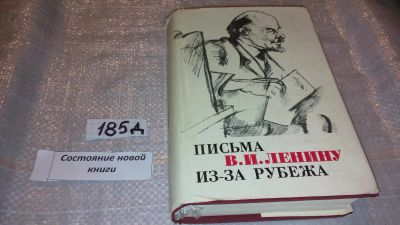 185д
Состояние новой
книги
ПИСЬМА
В.И.ЛЕНИНУ
ИЗ-ЗА РУБЕЖА